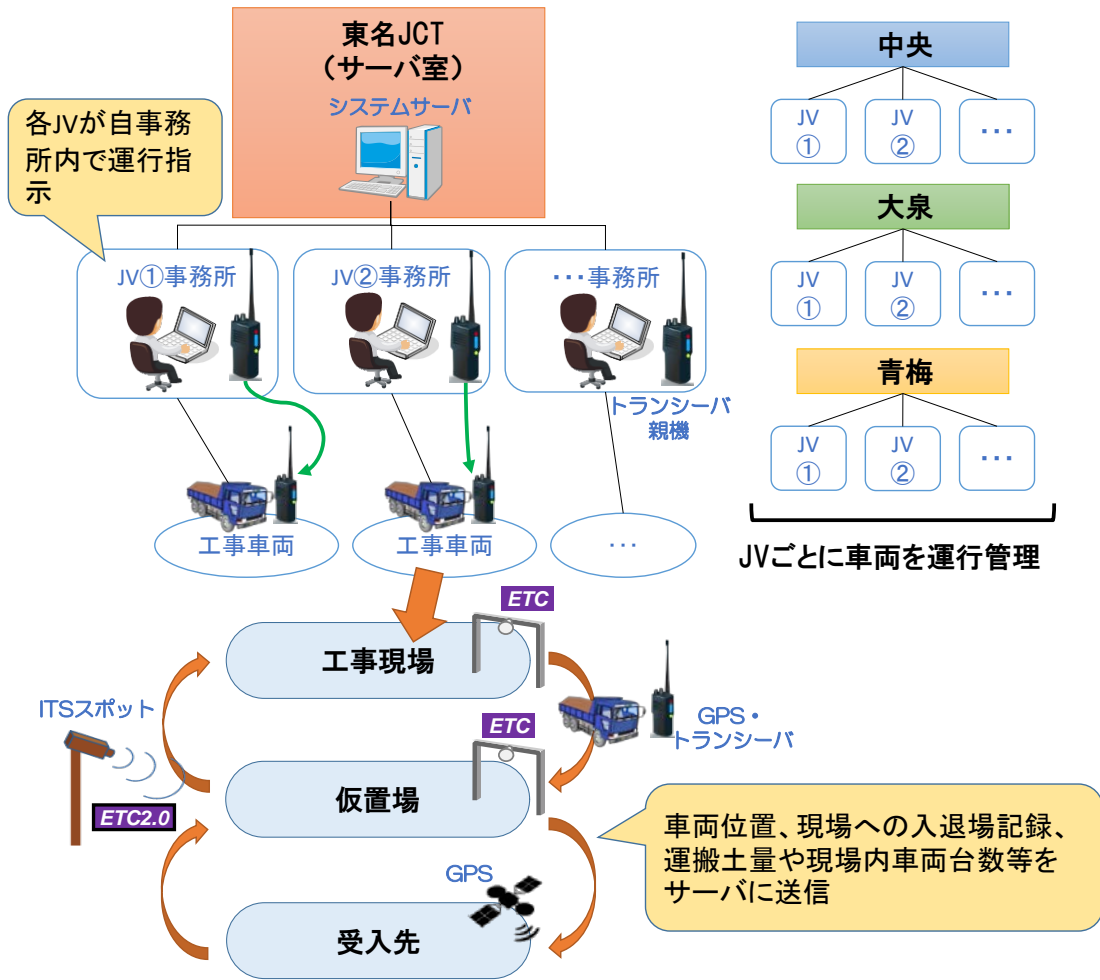 東名JCT
（サーバ室）
システムサーバ
各JVが自事務
所内で運行指
示
JV①事務所
JV②事務所
･･･事務所
トランシーバ
親機
工事車両
工事車両
･･･
中央
JV
①
JV
②
･･･
大泉
JV
①
JV
②
･･･
青梅
JV
①
JV
②
･･･
JVごとに車両を運行管理
ETC
工事現場
ITSスポット
GPS・
トランシーバ
ETC
仮置場
ETC2.0
車両位置、現場への入退場記録、
運搬土量や現場内車両台数等を
サーバに送信
GPS
受入先